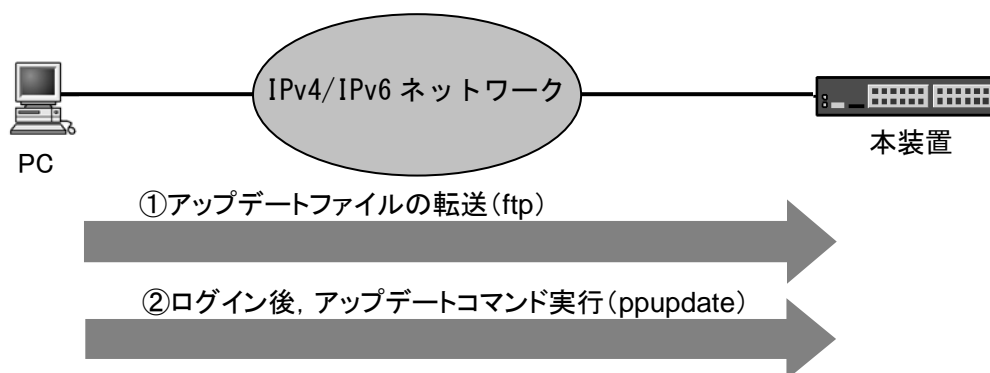 IPv4/IPv6 ネットワーク
PC
本装置
①アップデートファイルの転送(ftp)
②ログイン後,アップデートコマンド実行(ppupdate)